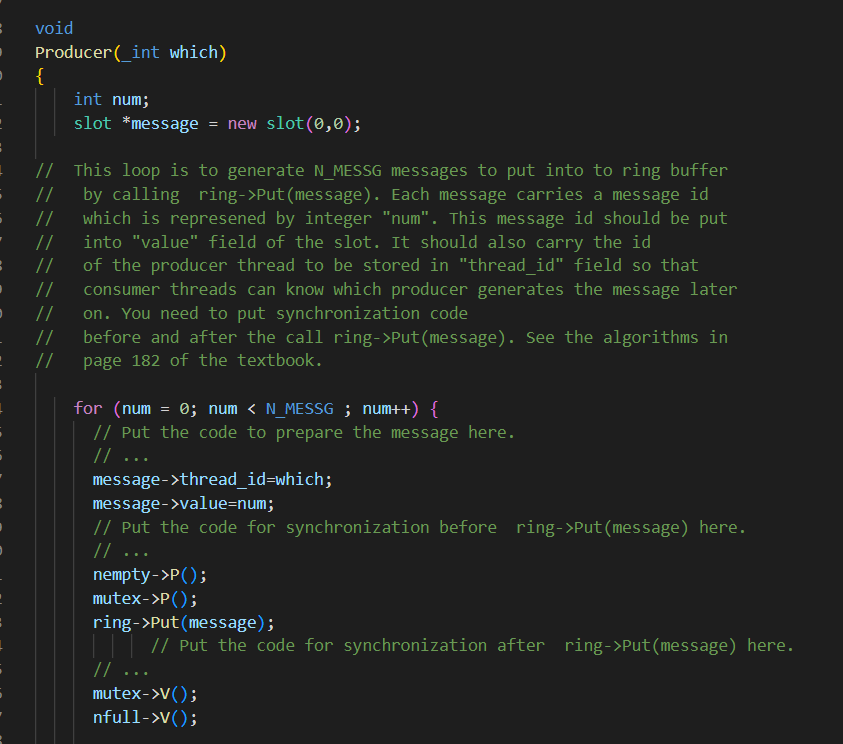 void
Producer(_int which)
{
int num;
slot *message = new slot(0,0);
// This loop is to generate N_MESSG messages to put into to ring buffer
// by calling ring->Put(message). Each message carries a message id
// which is represened by integer "num". This message id should be put
// into "value" field of the slot. It should also carry the id
// of the producer thread to be stored in "thread_id" field so that
// consumer threads can know which producer generates the message later
// on. You need to put synchronization code
// before and after the call ring->Put(message). See the algorithms in
// page 182 of the textbook.
for (num = 0; num < N_MESSG ; num++) {
// Put the code to prepare the message here.
// ...
message->thread_id=which;
message->value=num;
// Put the code for synchronization before ring->Put(message) here.
// ...
nempty->P();
mutex->P();
ring->Put(message);
// Put the code for synchronization after ring->Put(message) here.
// ...
mutex->V();
nfull->V();